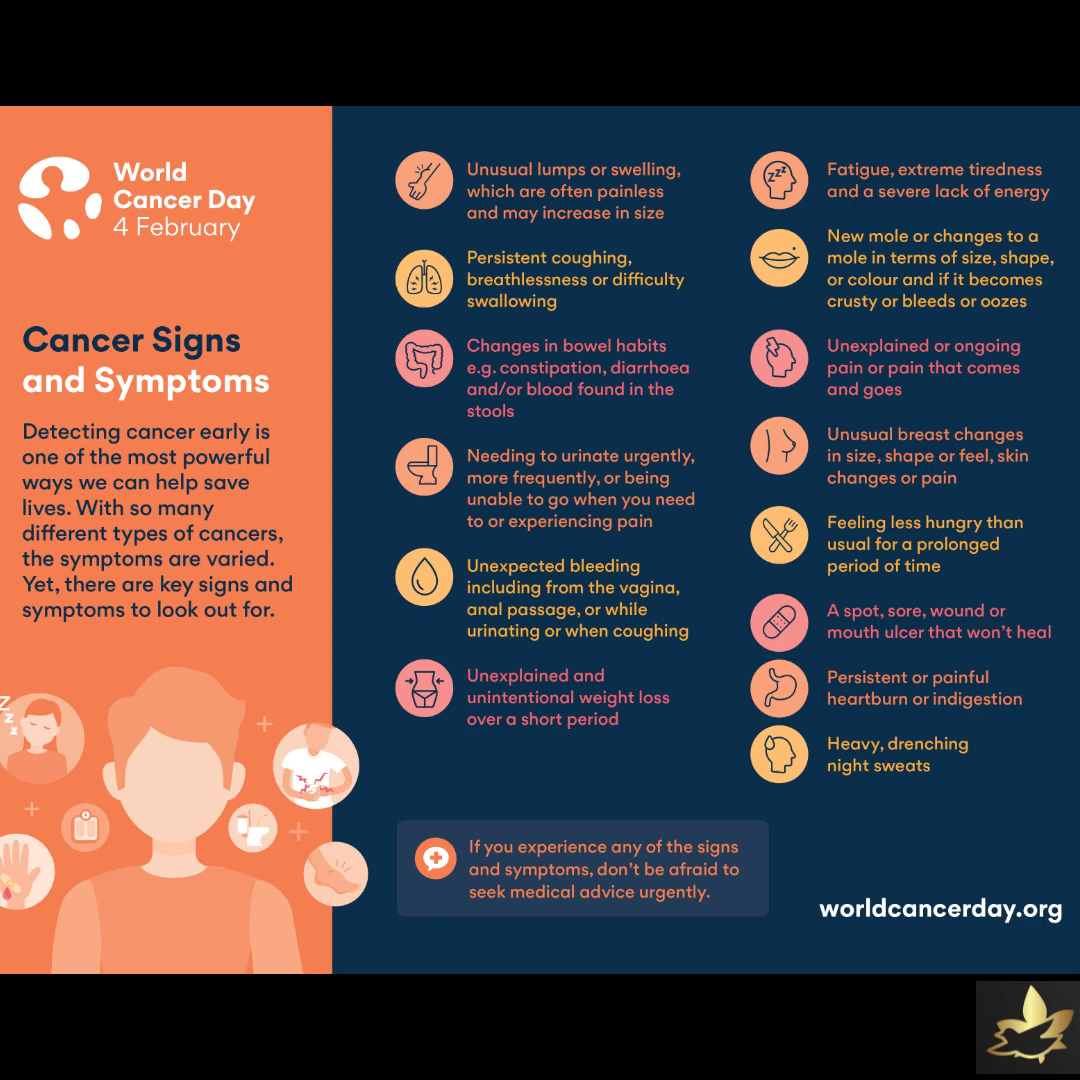 World
Cancer Day
4 February
Cancer Signs
and Symptoms
Detecting cancer early is
one of the most powerful
ways we can help save
lives. With so many
different types of cancers,
the symptoms are varied.
Yet, there are key signs and
symptoms to look out for.
Z
z
z
Unusual lumps or swelling,
which are often painless
and may increase in size
Persistent coughing,
breathlessness or difficulty
swallowing
Changes in bowel habits
e.g. constipation, diarrhoea
and/or blood found in the
stools
Needing to urinate urgently,
more frequently, or being
unable to go when you need
to or experiencing pain
Unexpected bleeding
including from the vagina,
anal passage, or while
urinating or when coughing
Unexplained and
unintentional weight loss
over a short period
zzz
Fatigue, extreme tiredness
and a severe lack of energy
New mole or changes to a
mole in terms of size, shape,
or colour and if it becomes
crusty or bleeds or oozes
Unexplained or ongoing
pain or pain that comes
and goes
Unusual breast changes
in size, shape or feel, skin
changes or pain
Feeling less hungry than
usual for a prolonged
period of time
A spot, sore, wound or
mouth ulcer that won't heal
Persistent or painful
heartburn or indigestion
Heavy, drenching
night sweats
If you experience any of the signs
and symptoms, don't be afraid to
seek medical advice urgently.
worldcancerday.org